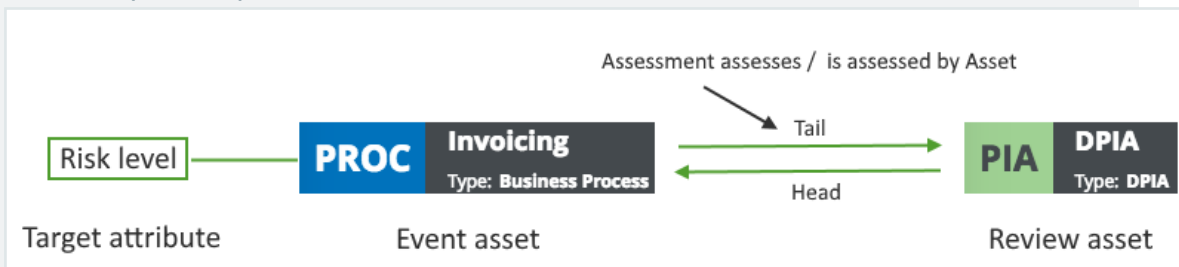 Assessment assesses / is assessed by Asset
Tail
Risk level
PROC
Invoicing
Type: Business Process
PIA
DPIA
Type: DPIA
Head
Target attribute
Event asset
Review asset